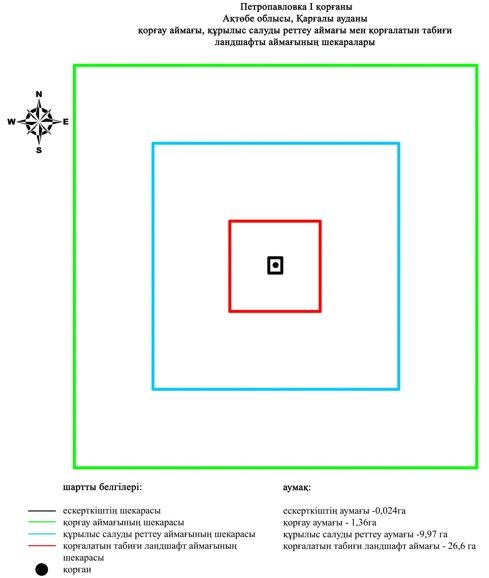 Петропавловка I қорғаны
Ақтөбе облысы, Қарғалы ауданы
қорғау аймағы, құрылыс салуды реттеу аймағы мен қорғалатын табиғи
ландшафты аймағының шекаралары
N
W E
S
шартты белгілері:
ескерткіштің шекарасы
қорғау аймағының шекарасы
құрылыс салуды реттеу аймағының шекарасы
қорғалатын табиғи ландшафт аймағының
шекарасы
қорған
аумақ:
ескерткіштің аумағы -0,024га
қорғау аумағы - 1,36га
құрылыс салуды реттеу аумағы -9,97 га
қорғалатын табиғи ландшафт аймағы - 26,6 га